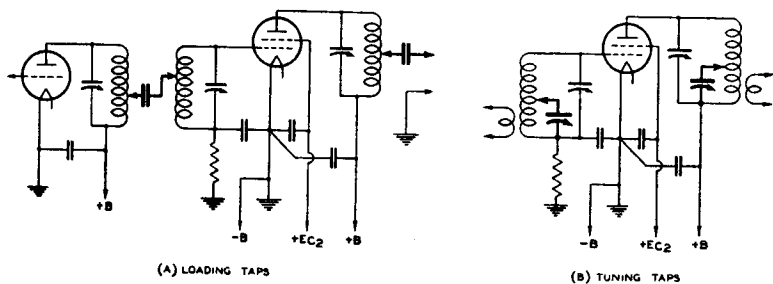 +B
-B +EC2 +B
(A) LOADING TAPS
-B +EC2 +B
(B) TUNING TAPS